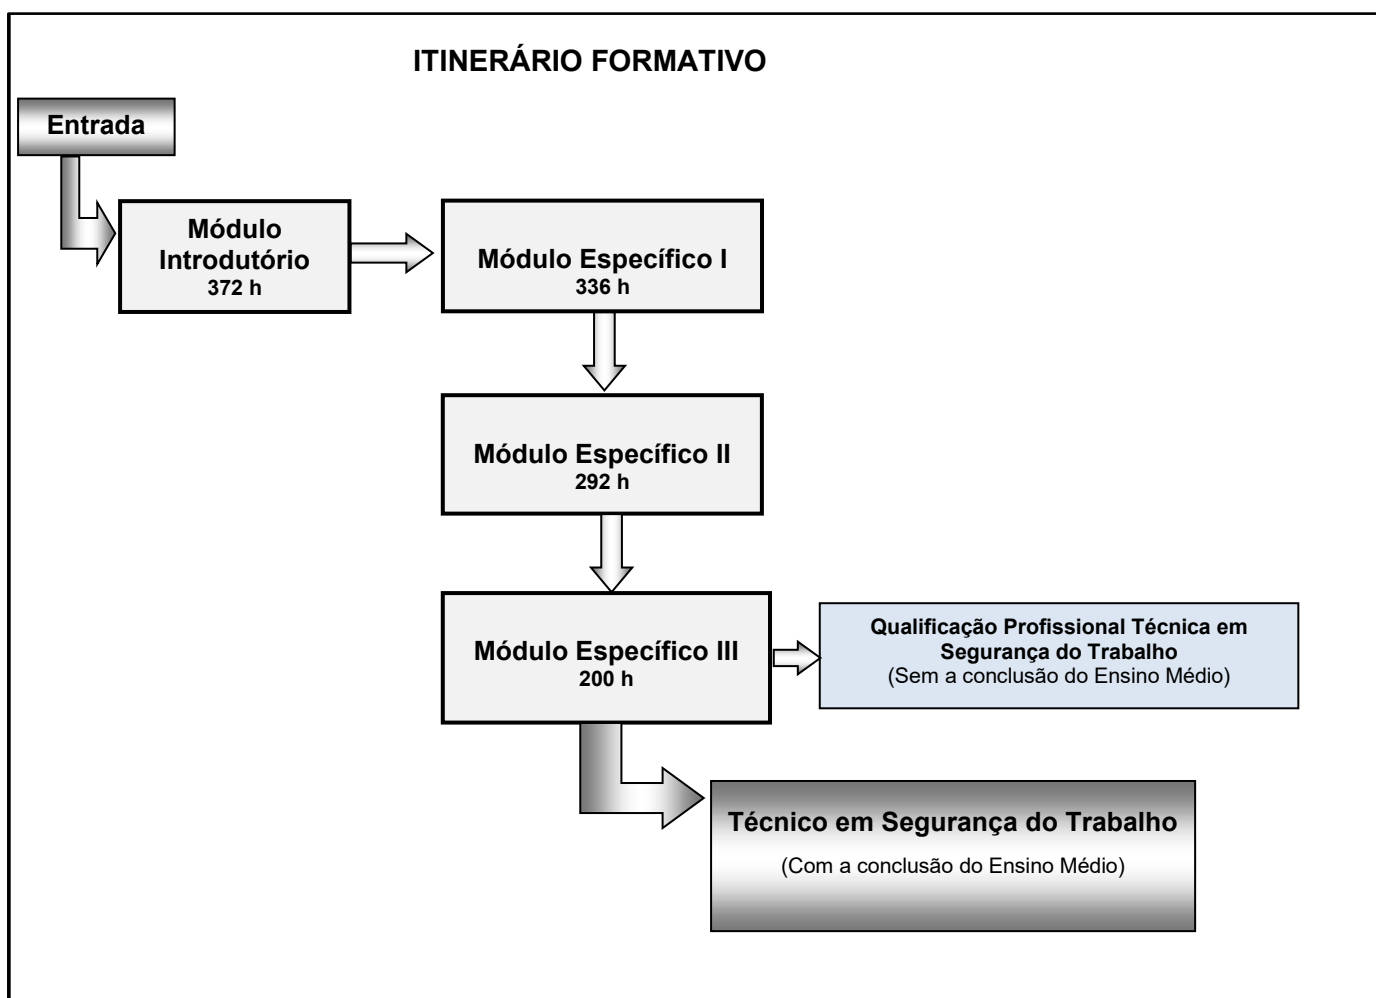 ITINERÁRIO FORMATIVO
Entrada
Módulo
Introdutório
372 h
Módulo Específico I
336 h
Módulo Específico II
292 h
Módulo Específico III
200 h
Qualificação Profissional Técnica em
Segurança do Trabalho
(Sem a conclusão do Ensino Médio)
Técnico em Segurança do Trabalho
(Com a conclusão do Ensino Médio)